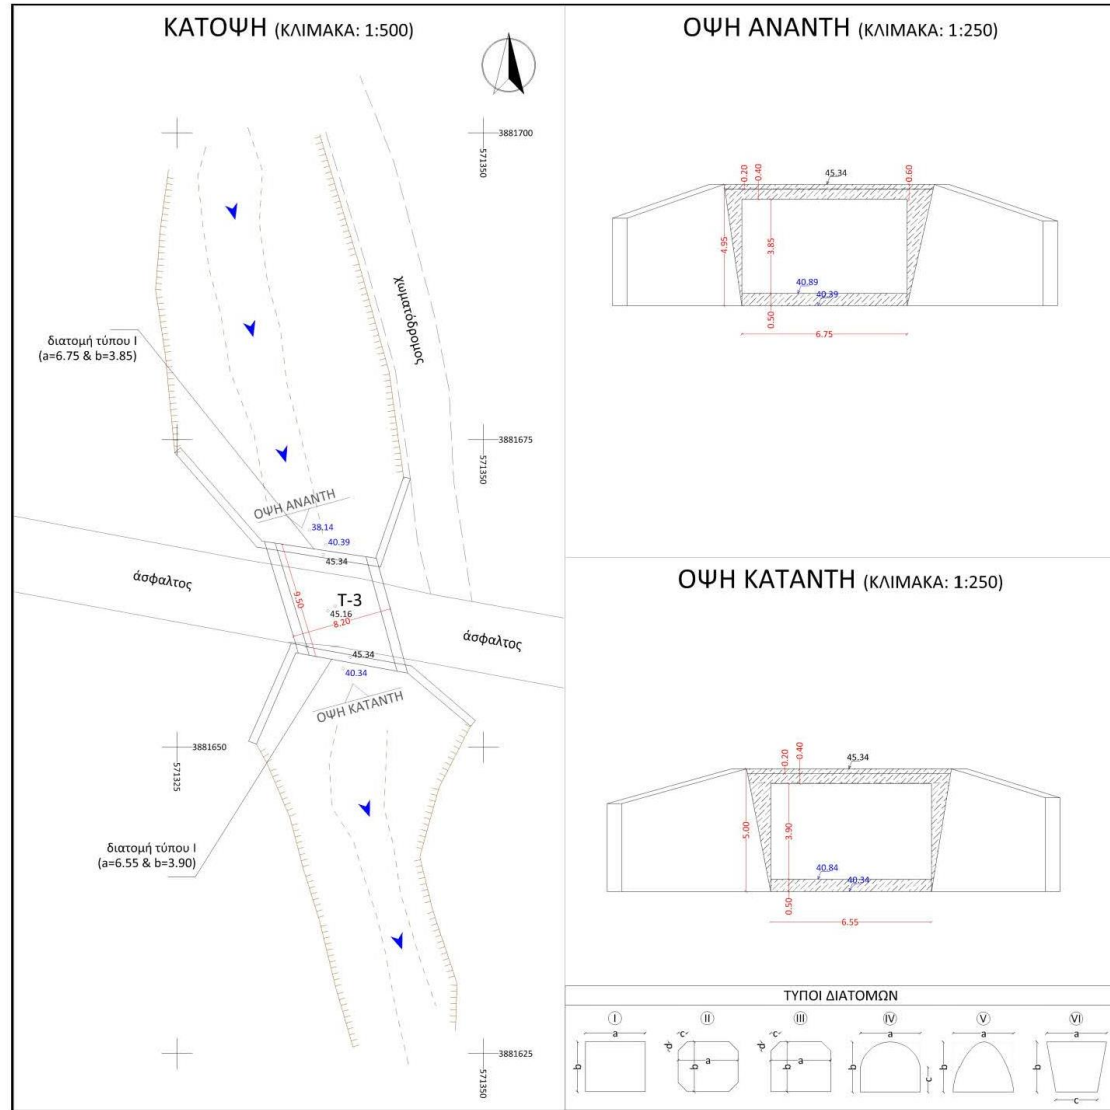 ΚΑΤΟΨΗ (ΚΛΙΜΑΚΑ: 1:500)
3881700
571350
χωματόδρομος
διατομή τύπου Ι
(a=6.75 & b=3.85)
3881675
571350
ΟΨΗ ΑΝΑΝΤΗ
38,14
40.39
45.34
άσφαλτος
9.50
T-3
45.16
8.20
άσφαλτος
45.34
40.34
ΟΨΗ ΚΑΤΑΝΤΗ
3881650
571325
διατομή τύπου Ι
(a=6.55 & b=3.90)
3881625
571350
ΟΨΗ ΑΝΑΝΤΗ (ΚΛΙΜΑΚΑ: 1:250)
0.20
0.40
45.34
0.60
4.95
3.85
40.89
40.39
0.50
6.75
ΟΨΗ ΚΑΤΑΝΤΗ (ΚΛΙΜΑΚΑ: 1:250)
0.20
0.40
45.34
5.00
3.90
40.84
40.34
0.50
6.55
ΤΥΠΟΙ ΔΙΑΤΟΜΩΝ
I II III IV V VI
a b
c d a b
c d a b
a b c
a b
a b c